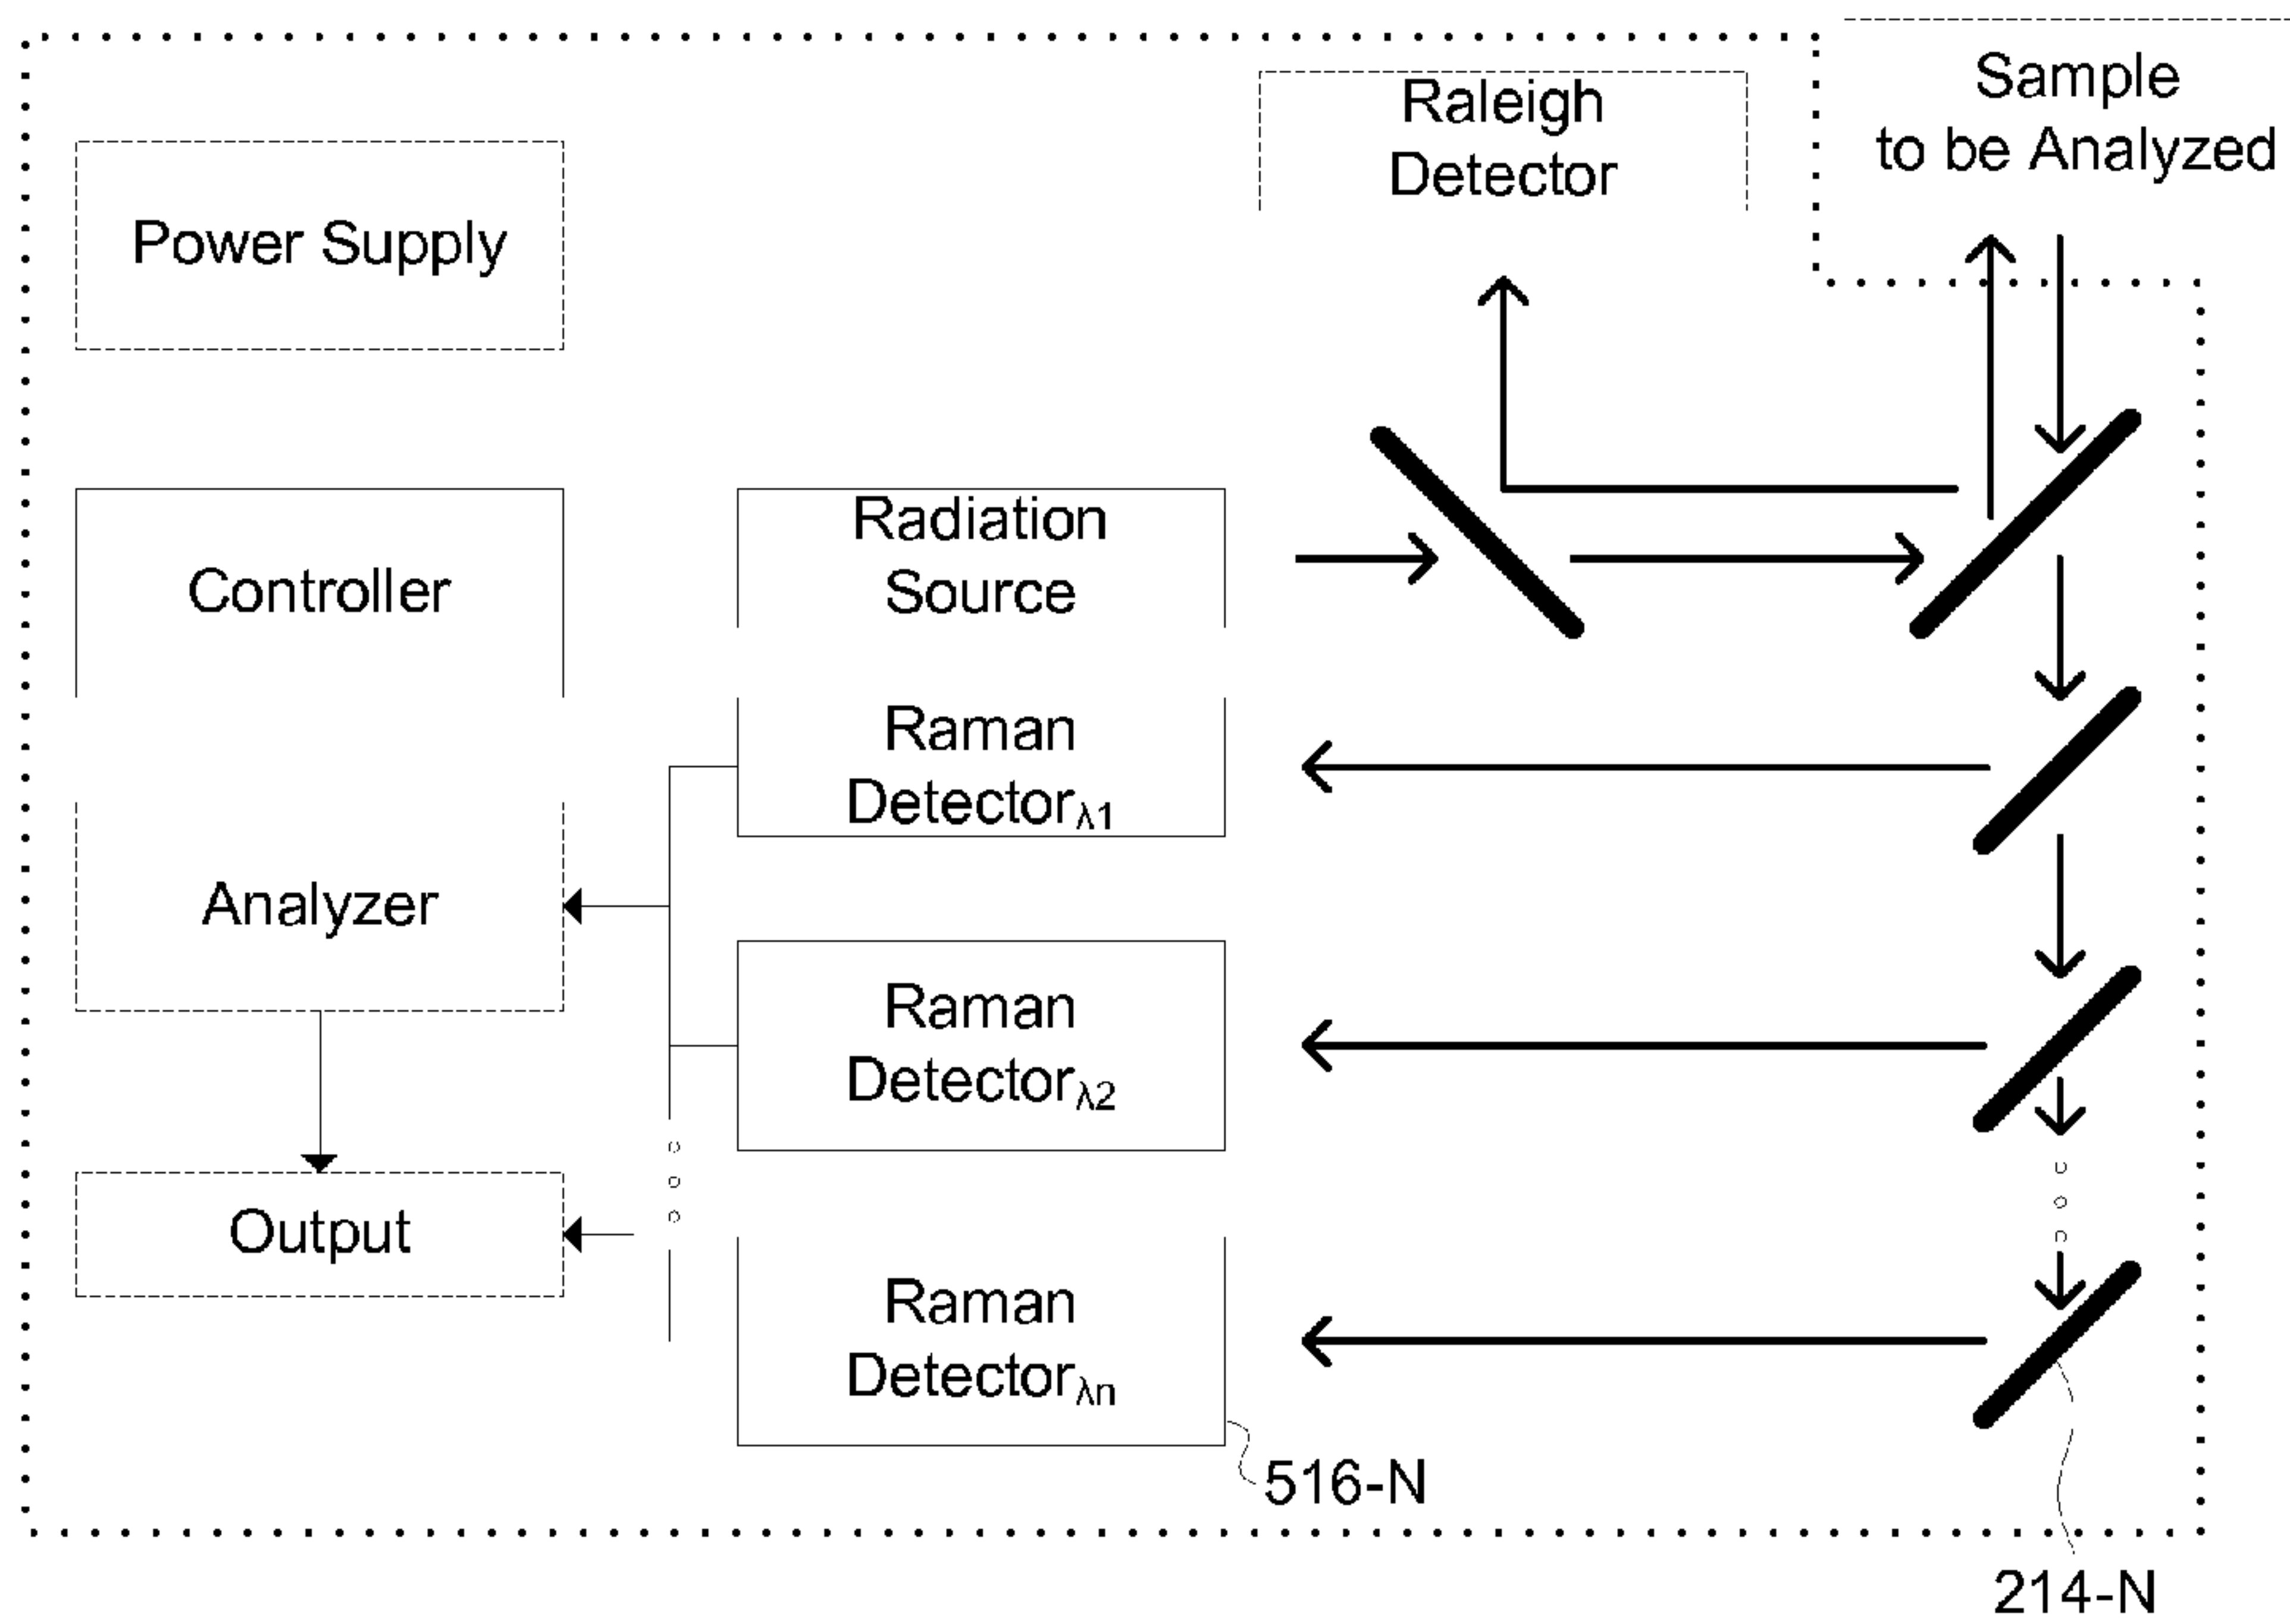 Sample
to be Analyzed
Raleigh
Detector
Power Supply
Radiation
Source
Controller
Raman
Detectorλ1
Analyzer
Raman
Detectorλ2
Output
Raman
Detectorλn
516-N
214-N